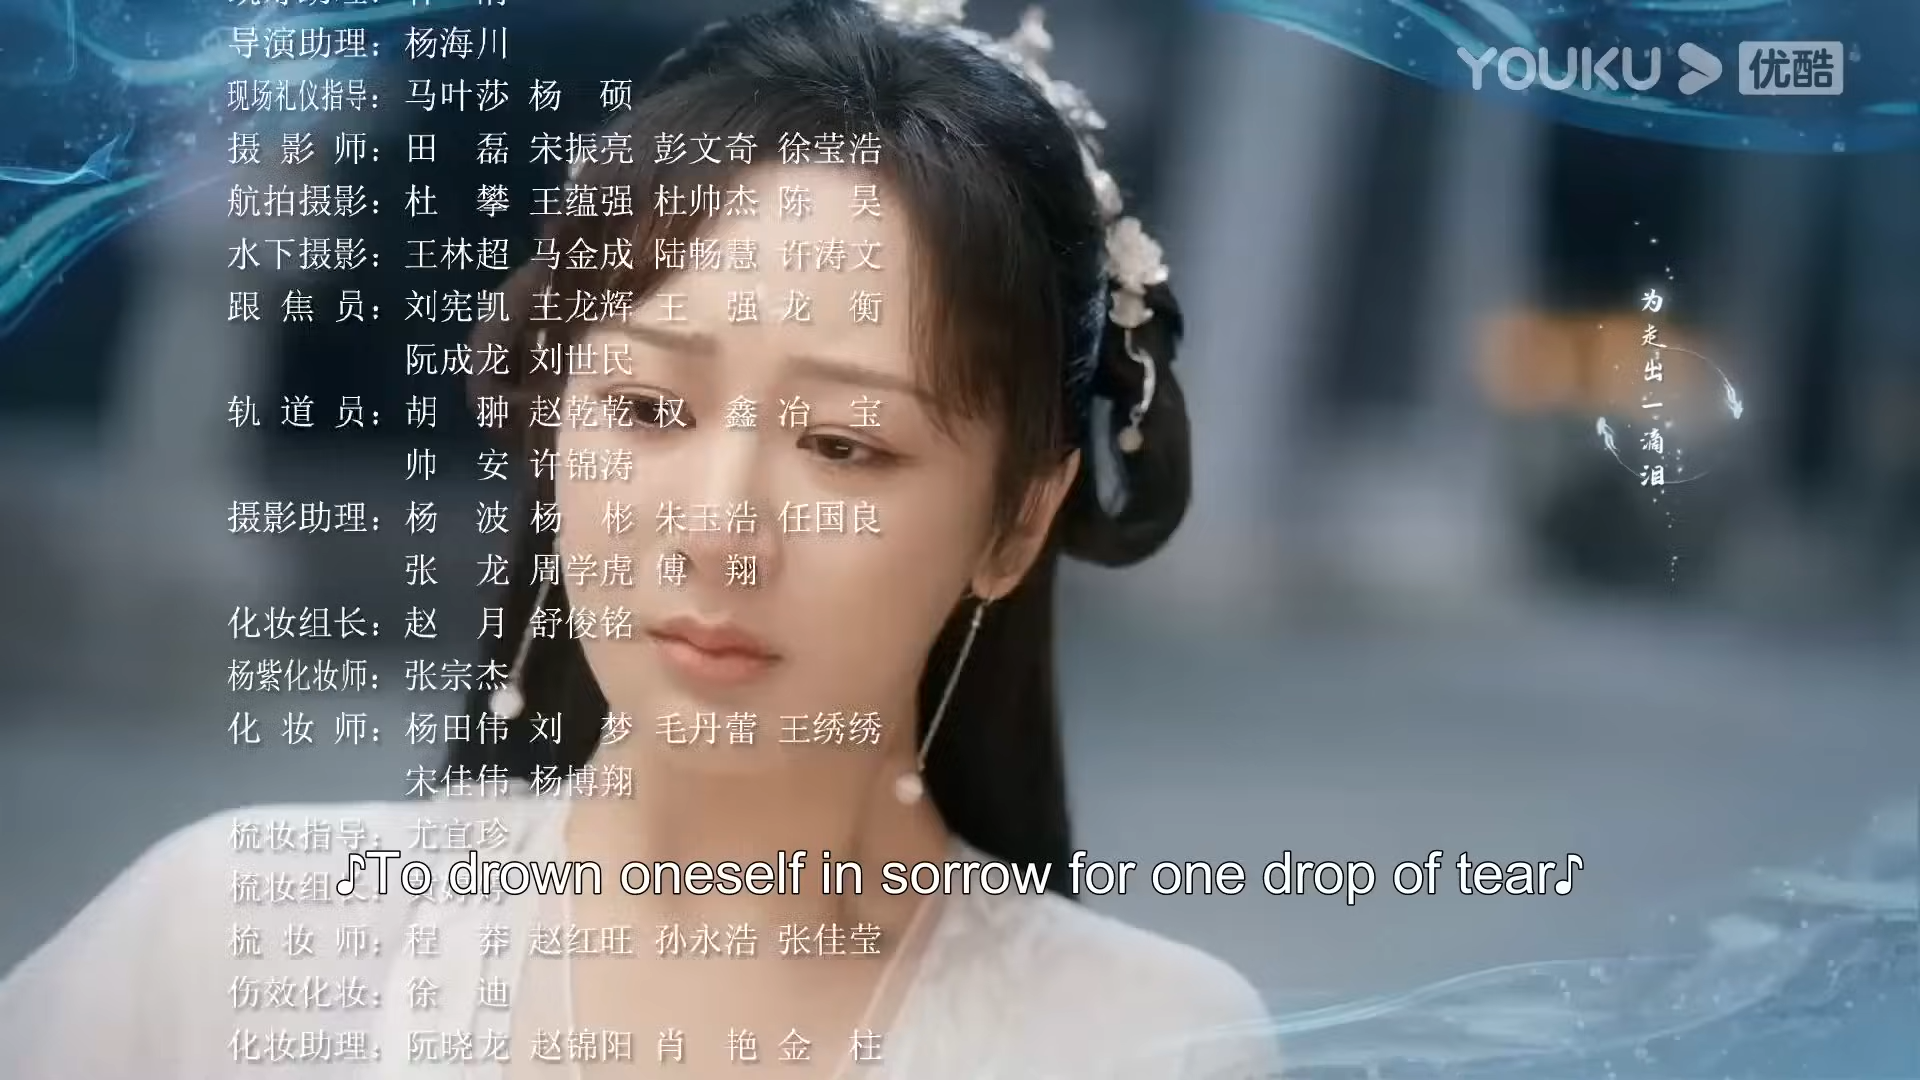 导演助理：杨海川
现场礼仪指导：马叶莎 杨 硕
摄影师：田 磊 宋振亮 彭文奇 徐莹浩
航拍摄影：杜 攀 王蕴强 杜帅杰 陈 昊
水下摄影：王林超 马金成 陆畅慧 许涛文
跟焦员：刘宪凯 王龙辉 王 强 龙 衡
阮成龙 刘世民
轨道员：胡 翀 赵乾乾 权 鑫 冶 宝
帅 安 许锦涛
摄影助理：杨 波 杨 彬 朱玉浩 任国良
张 龙 周学虎 傅 翔
化妆组长：赵 月 舒俊铭
杨紫化妆师：张宗杰
化妆师：杨田伟 刘 梦 毛丹蕾 王绣绣
宋佳伟 杨博翔
梳妆指导：尤宜珍
梳妆组长：
梳妆师：程 莽 赵红旺 孙永浩 张佳莹
伤效化妆：徐 迪
化妆助理：阮晓龙 赵锦阳 肖 艳 金 柱
YOUKU 优酷
为走出一滴泪
♪To drown oneself in sorrow for one drop of tear♪